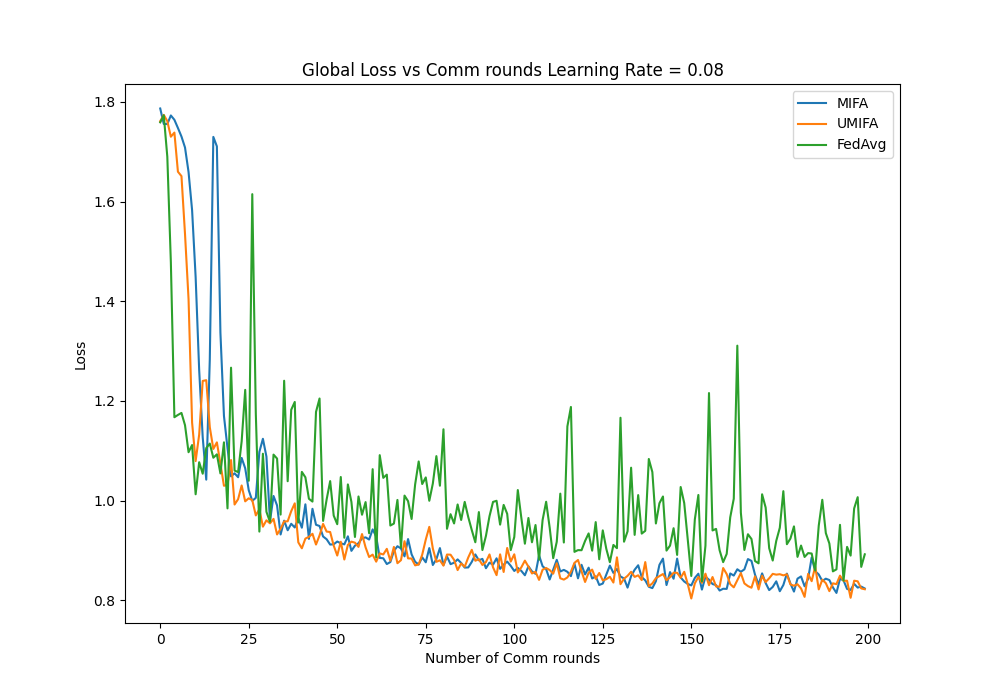 Global Loss vs Comm rounds Learning Rate = 0.08
MIFA
UMIFA
FedAvg
1.8
1.6
1.4
1.2
1.0
0.8
Loss
0 25 50 75 100 125 150 175 200
Number of Comm rounds